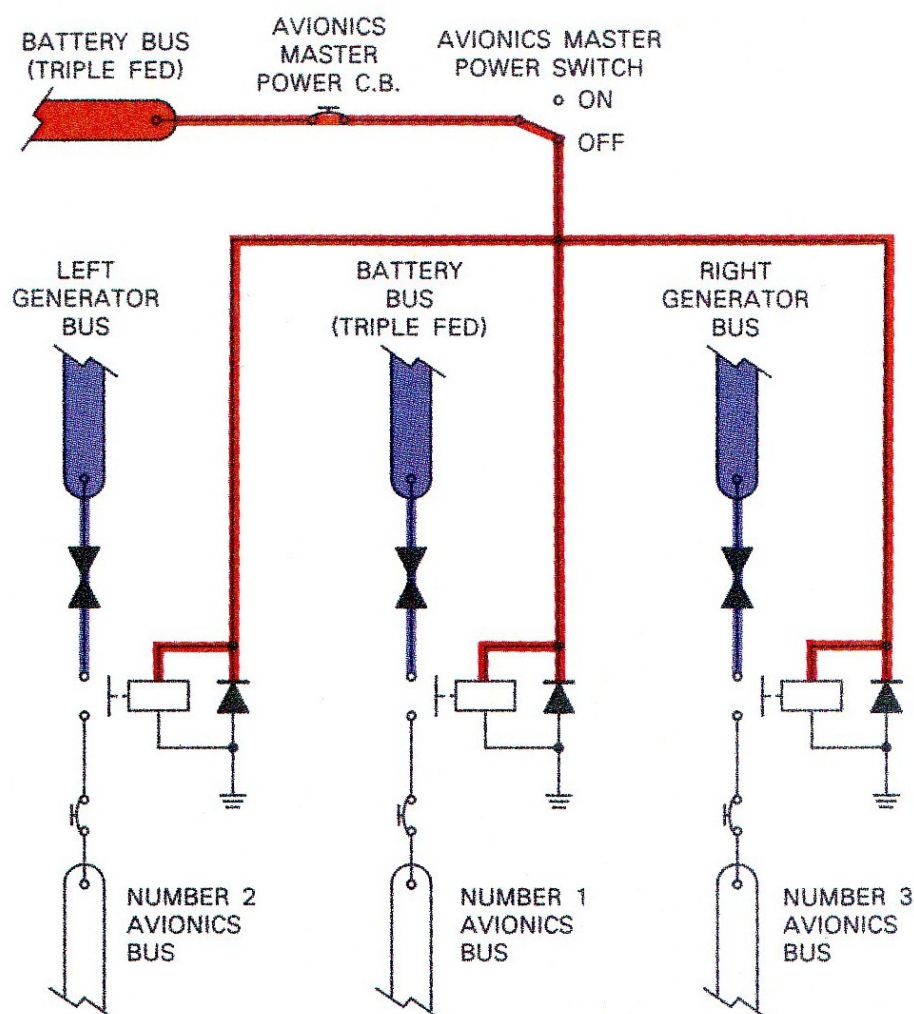 BATTERY BUS
(TRIPLE FED)
AVIONICS
MASTER
POWER C.B.
AVIONICS MASTER
POWER SWITCH
ON
OFF
LEFT
GENERATOR
BUS
BATTERY
BUS
(TRIPLE FED)
RIGHT
GENERATOR
BUS
NUMBER 2
AVIONICS
BUS
NUMBER 1
AVIONICS
BUS
NUMBER 3
AVIONICS
BUS